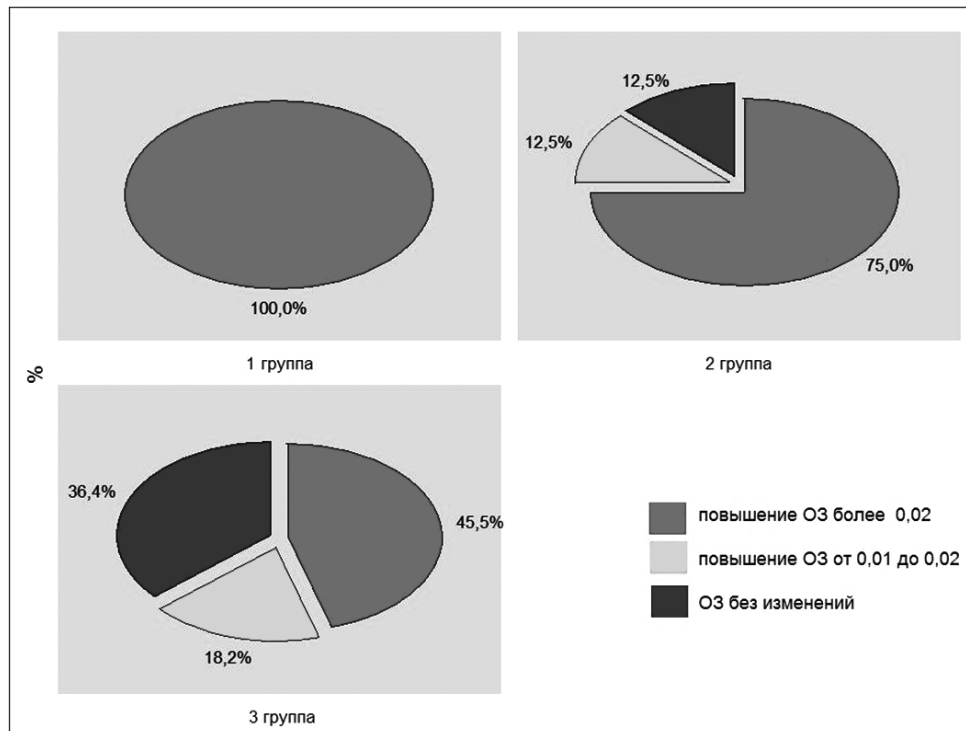 100,0%
1 группа
12,5%
12,5%
75,0%
2 группа
%
36,4%
45,5%
18,2%
3 группа
повышение ОЗ более 0,02
повышение ОЗ от 0,01 до 0,02
ОЗ без изменений